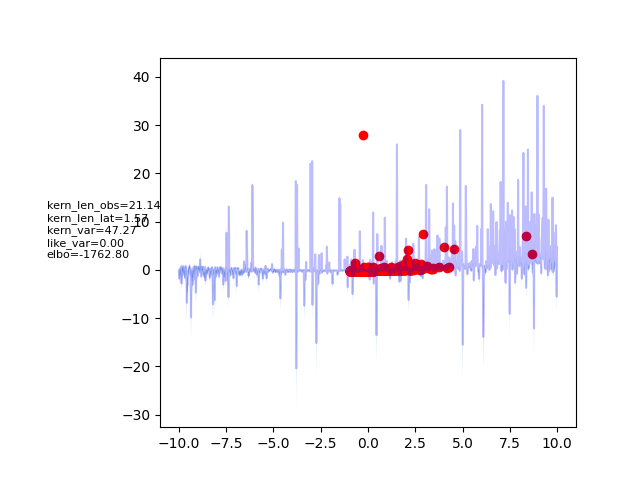 40
30
20
10
0
−10
−20
−30
kern_len_obs=21.14
kern_len_lat=1.57
kern_var=47.27
like_var=0.00
elbo=-1762.80
−10.0 −7.5 −5.0 −2.5 0.0 2.5 5.0 7.5 10.0